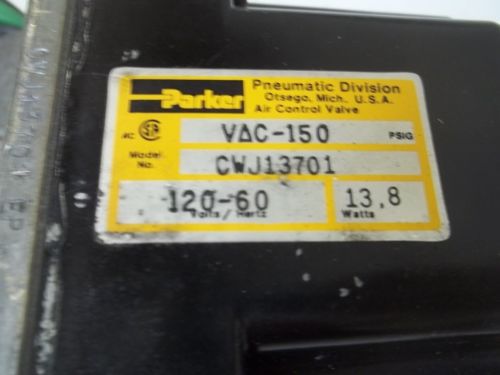 Parker
Pneumatic Division
Otsego, Mich. U.S.A.
Air Control Valve
VAC-150 PSIG
Model No. CWJ13701
120-60 13.8
Volts / Hertz Watts